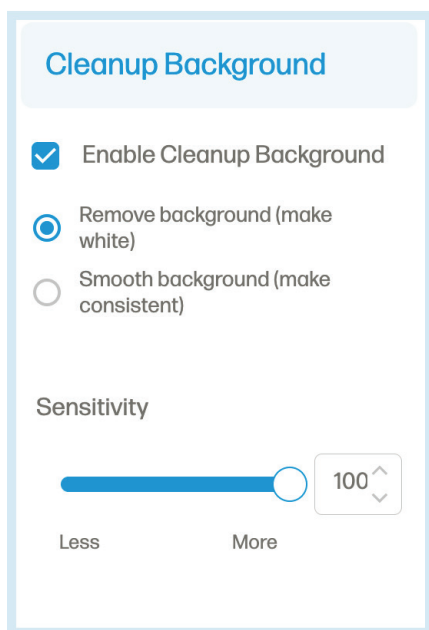 Cleanup Background
Enable Cleanup Background
Remove background (make
white)
Smooth background (make
consistent)
Sensitivity
100
Less More